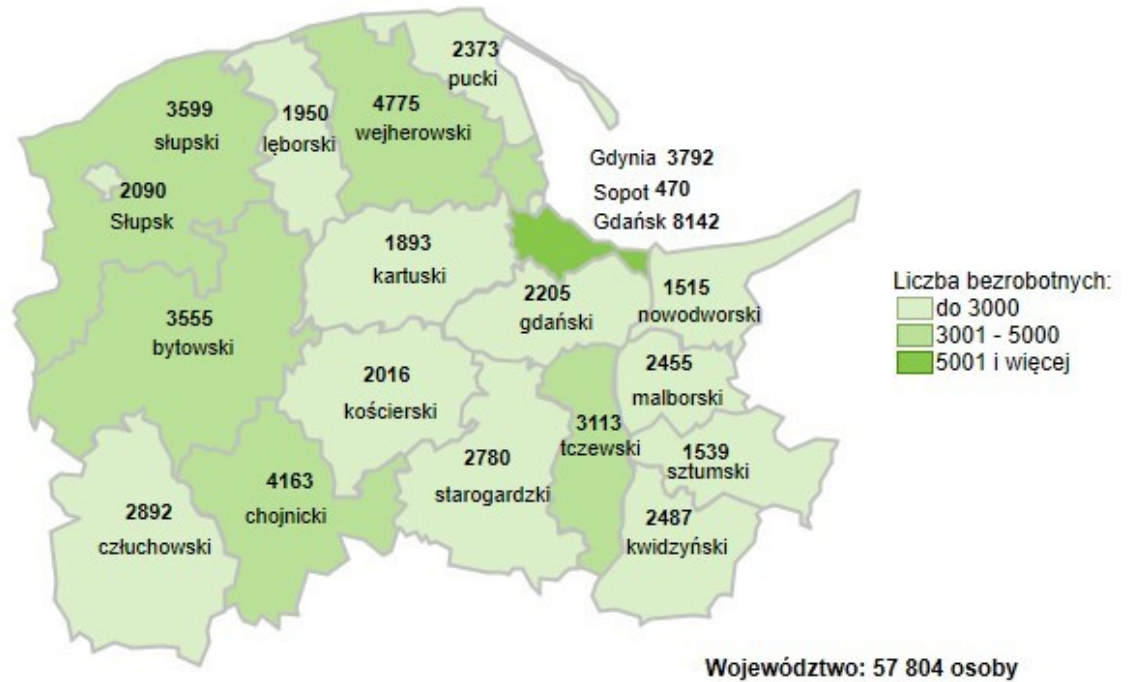 2373
pucki
3599
słupski
1950
lęborski
4775
wejherowski
Gdynia 3792
Sopot 470
Gdańsk 8142
2090
Słupsk
1893
kartuski
2205
gdański
1515
nowodworski
3555
bytowski
2016
kościerski
2455
malborski
3113
tczewski
1539
sztumski
2780
starogardzki
4163
chojnicki
2892
człuchowski
2487
kwidzyński
Liczba bezrobotnych:
do 3000
3001 - 5000
5001 i więcej
Województwo: 57 804 osoby